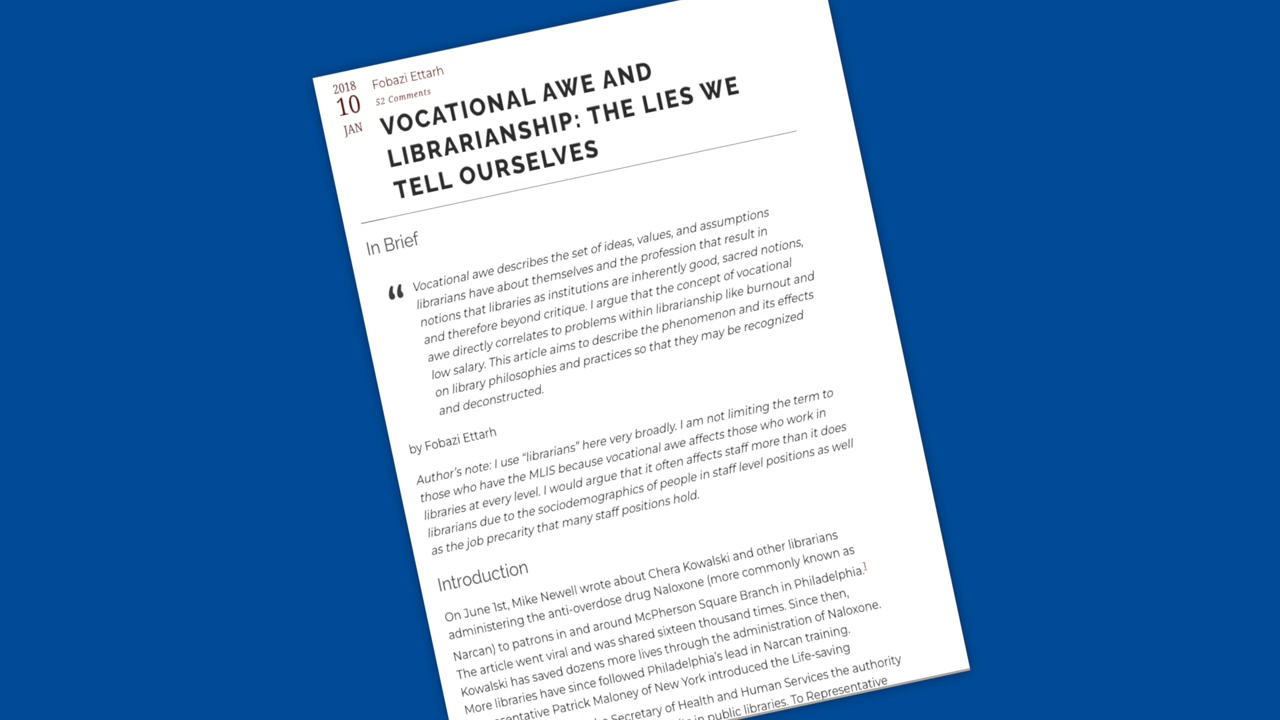 2018
10
JAN
Fobazi Ettarh
52 Comments
VOCATIONAL AWE AND
LIBRARIANSHIP: THE LIES WE
TELL OURSELVES
In Brief
“
Vocational awe describes the set of ideas, values, and assumptions
librarians have about themselves and the profession that result in
notions that libraries as institutions are inherently good, sacred notions,
and therefore beyond critique. I argue that the concept of vocational
awe directly correlates to problems within librarianship like burnout and
low salary. This article aims to describe the phenomenon and its effects
on library philosophies and practices so that they may be recognized
and deconstructed.
by Fobazi Ettarh
Author's note: I use “librarians” here very broadly. I am not limiting the term to
those who have the MLIS because vocational awe affects those who work in
libraries at every level. I would argue that it often affects staff more than it does
librarians due to the sociodemographics of people in staff level positions as well
as the job precarity that many staff positions hold.
Introduction
On June 1st, Mike Newell wrote about Chera Kowalski and other librarians
administering the anti-overdose drug Naloxone (more commonly known as
Narcan) to patrons in and around McPherson Square Branch in Philadelphia.1
The article went viral and was shared sixteen thousand times. Since then,
Kowalski has saved dozens more lives through the administration of Naloxone.
More libraries have since followed Philadelphia's lead in Narcan training.
Patrick Maloney of New York introduced the Life-saving
Secretary of Health and Human Services the authority
in public libraries. To Representative